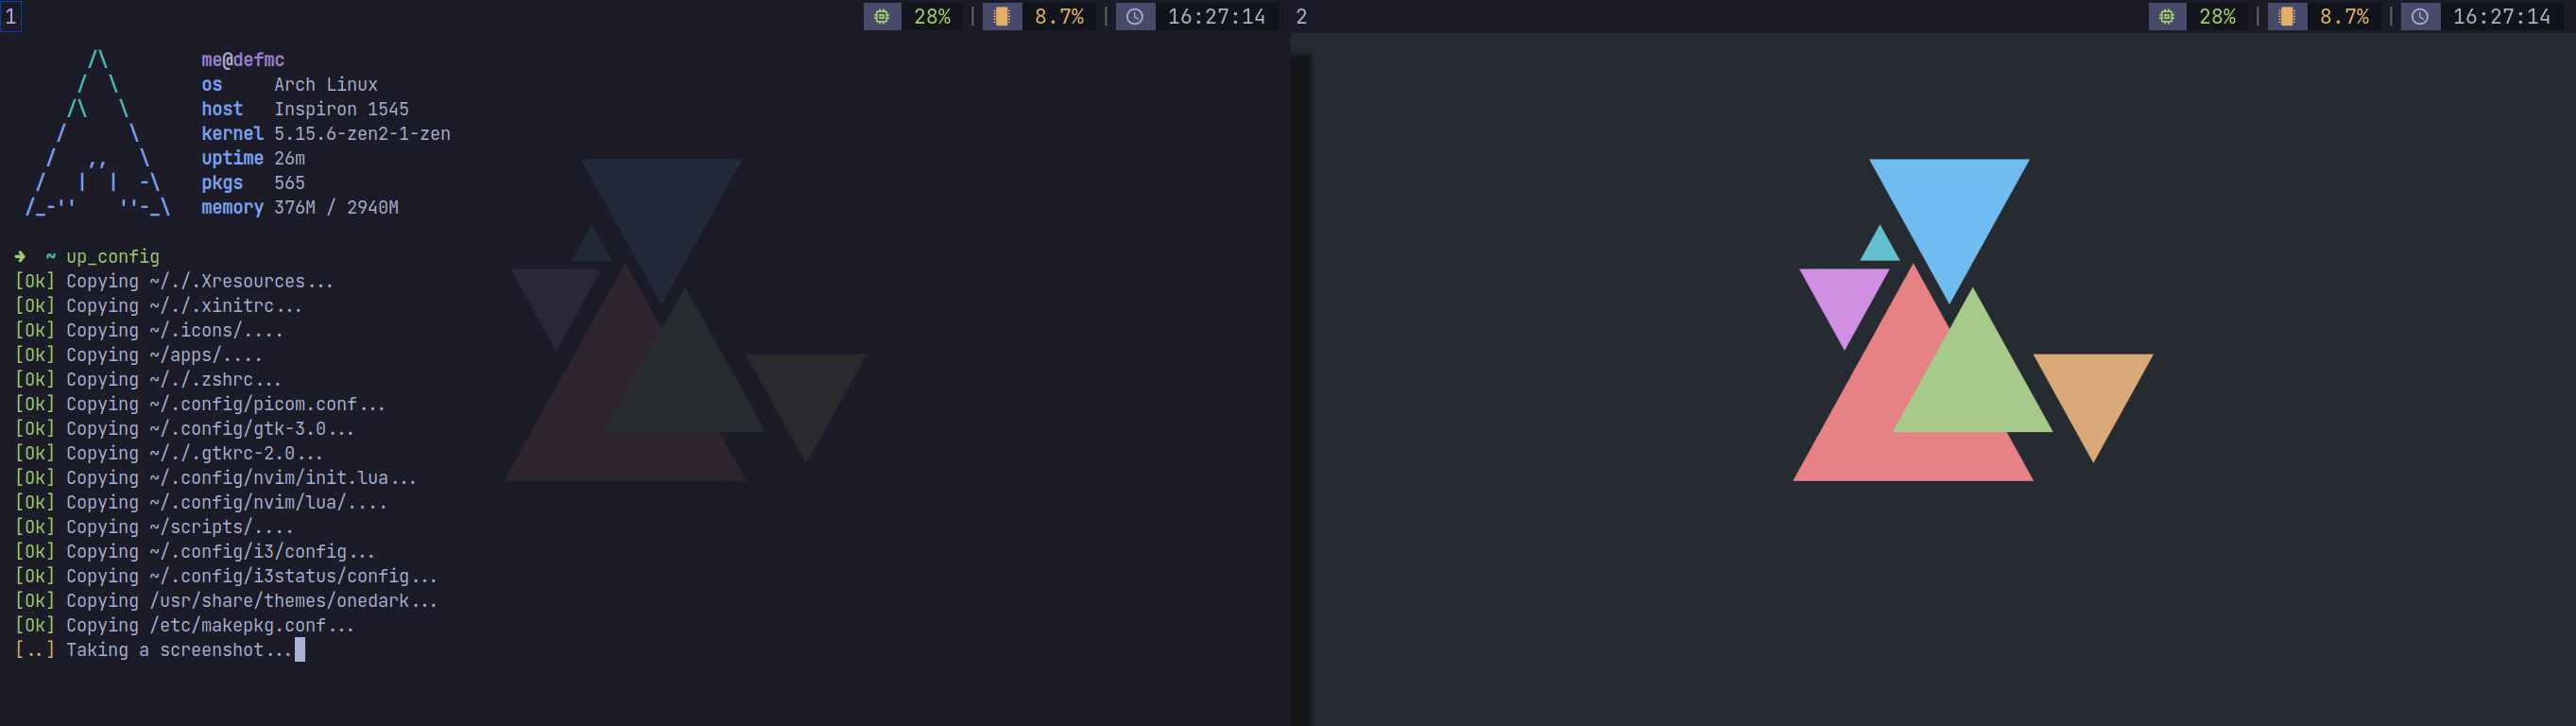 1 28% | 8.7% | 16:27:14 2 28% | 8.7% | 16:27:14
me@defmc
os Arch Linux
host Inspiron 1545
kernel 5.15.6-zen2-1-zen
uptime 26m
pkgs 565
memory 376M / 2940M
➜ ~ up_config
[Ok] Copying ~/./.Xresources...
[Ok] Copying ~/./.xinitrc...
[Ok] Copying ~/.icons/....
[Ok] Copying ~/apps/....
[Ok] Copying ~/./.zshrc...
[Ok] Copying ~/.config/picom.conf...
[Ok] Copying ~/.config/gtk-3.0...
[Ok] Copying ~/./.gtkrc-2.0...
[Ok] Copying ~/.config/nvim/init.lua...
[Ok] Copying ~/.config/nvim/lua/....
[Ok] Copying ~/scripts/....
[Ok] Copying ~/.config/i3/config...
[Ok] Copying ~/.config/i3status/config...
[Ok] Copying /usr/share/themes/onedark...
[Ok] Copying /etc/makepkg.conf...
[..] Taking a screenshot...